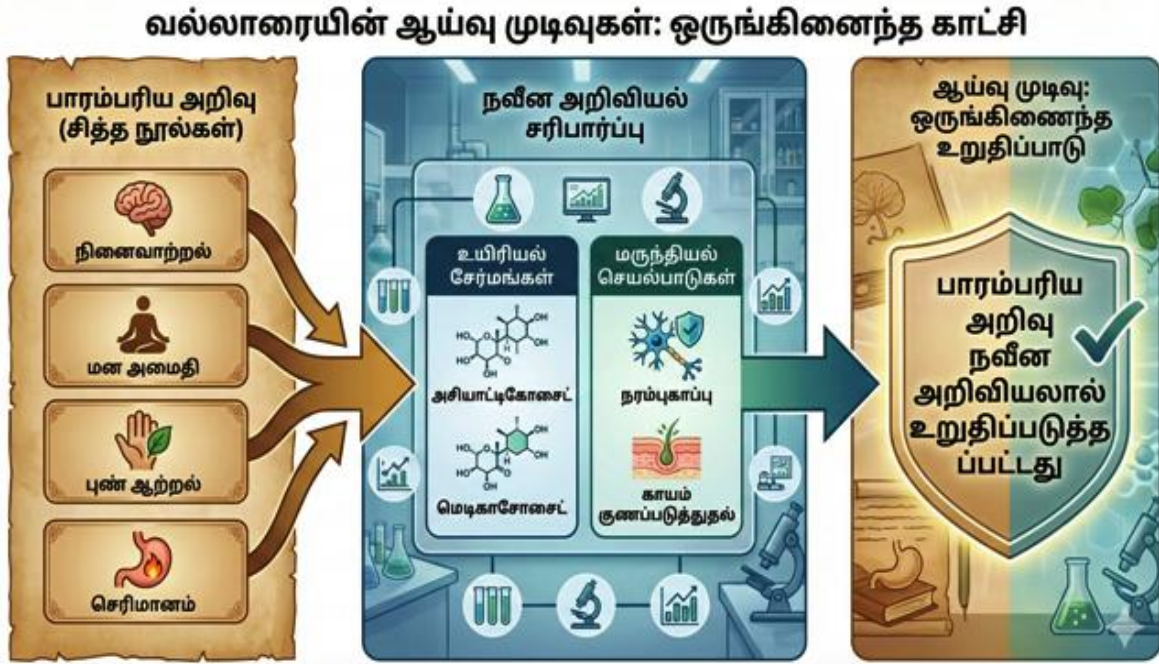 வல்லாரையின் ஆய்வு முடிவுகள்: ஒருங்கினைந்த காட்சி
பாரம்பரிய அறிவு
(சித்த நூல்கள்)
நினைவாற்றல்
மன அமைதி
புண் ஆற்றல்
செரிமானம்
நவீன அறிவியல்
சரிபார்ப்பு
உயிரியல்
சேர்மங்கள்
அசியாட்டிகோசைட்
மெடிகாசோசைட்
மருந்தியல்
செயல்பாடுகள்
நரம்புகாப்பு
காயம்
குணப்படுத்துதல்
ஆய்வு முடிவு:
ஒருங்கிணைந்த
உறுதிப்பாடு
பாரம்பரிய
அறிவு
நவீன
அறிவியலால்
உறுதிப்படுத்த
ப்பட்டது